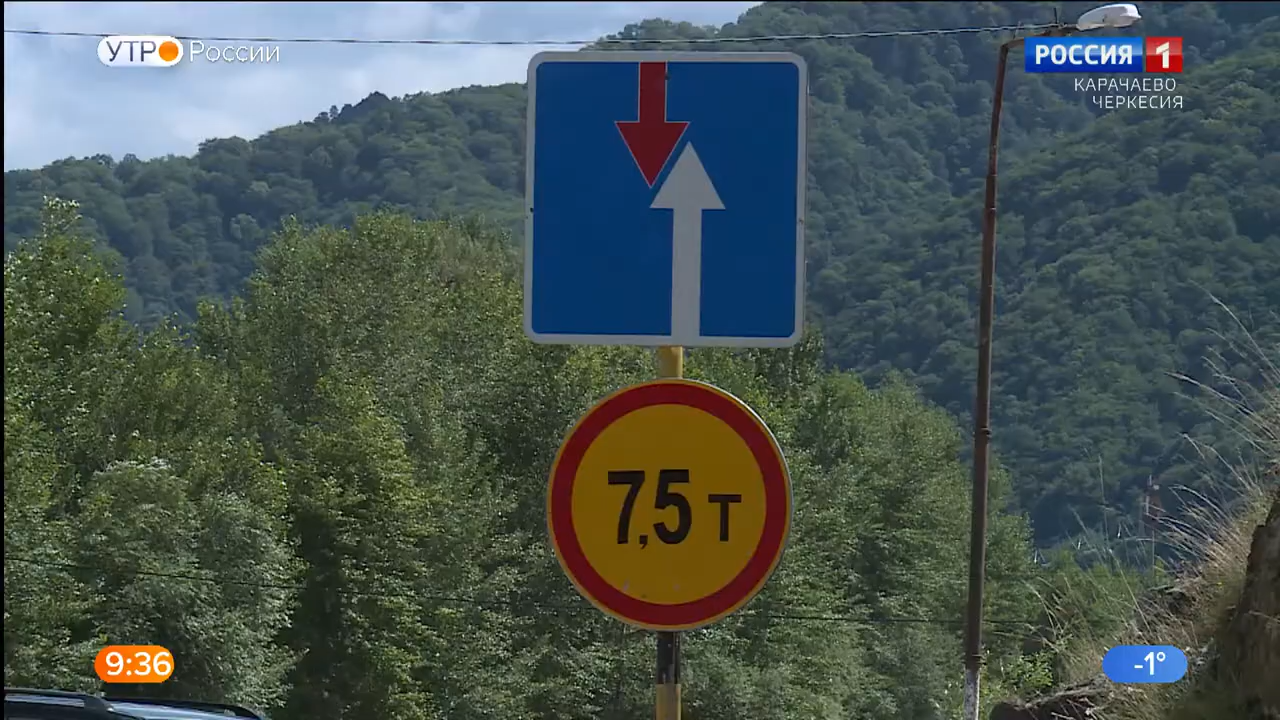 УТРО России
РОССИЯ 1
КАРАЧАЕВО
ЧЕРКЕСИЯ
7,5 т
9:36
-1°